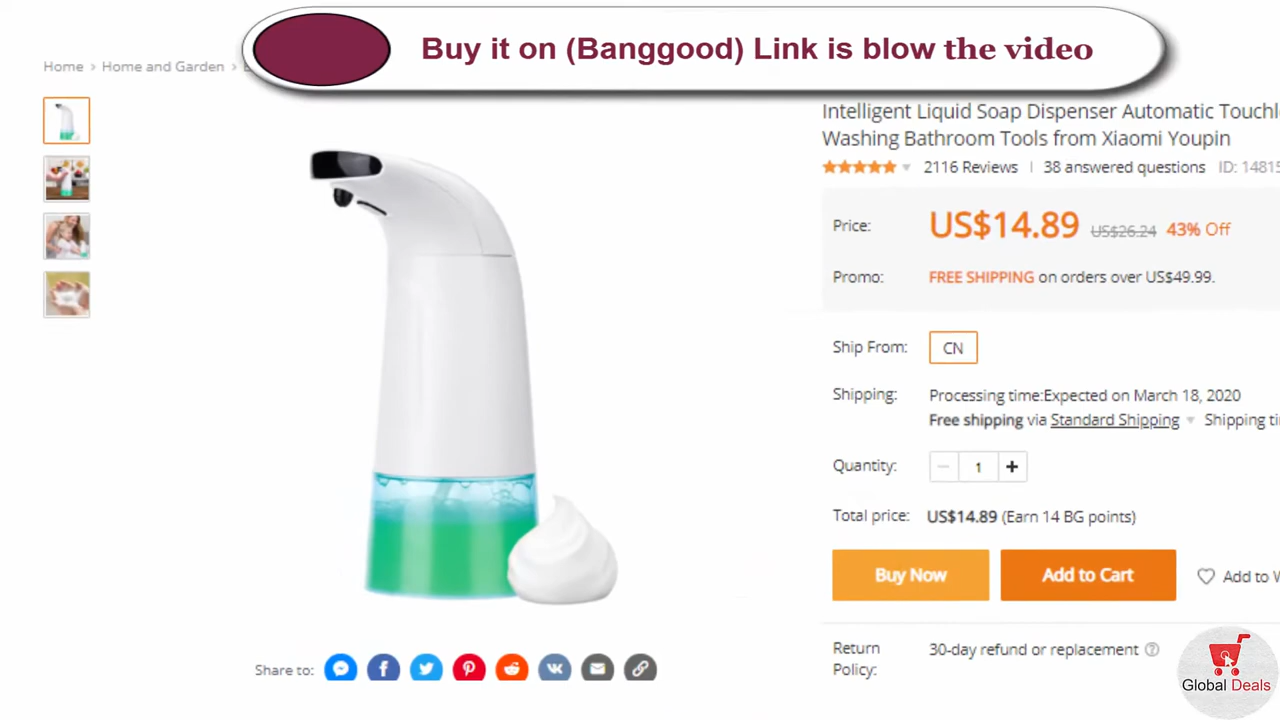 Buy it on (Banggood) Link is blow the video
Home > Home and Garden >
Intelligent Liquid Soap Dispenser Automatic
Washing Bathroom Tools from Xiaomi Youpin
2116 Reviews | 38 answered questions ID: 14815
Price: US$14.89 US$26.24 43% Off
Promo: FREE SHIPPING on orders over US$49.99.
Ship From: CN
Shipping: Processing time:Expected on March 18, 2020
Free shipping via Standard Shipping Shipping
Quantity: 1 +
Total price: US$14.89 (Earn 14 BG points)
Buy Now Add to Cart Add to
Return Policy: 30-day refund or replacement
Share to:
Global Deals